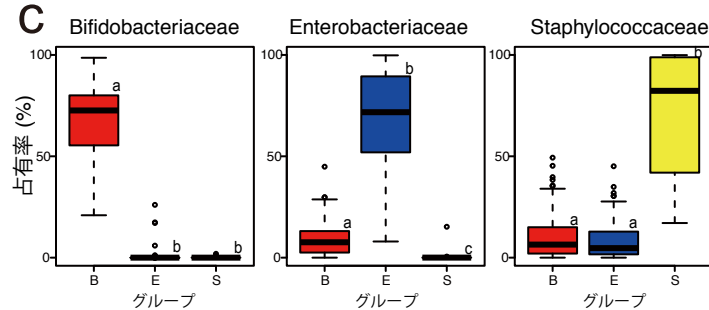 C
Bifidobacteriaceae Enterobacteriaceae Staphylococcaceae
占有率 (%)
100 100 100
50 50 50
0 0 0
a b b
a b c
a a b
B E S B E S B E S
グループ グループ グループ